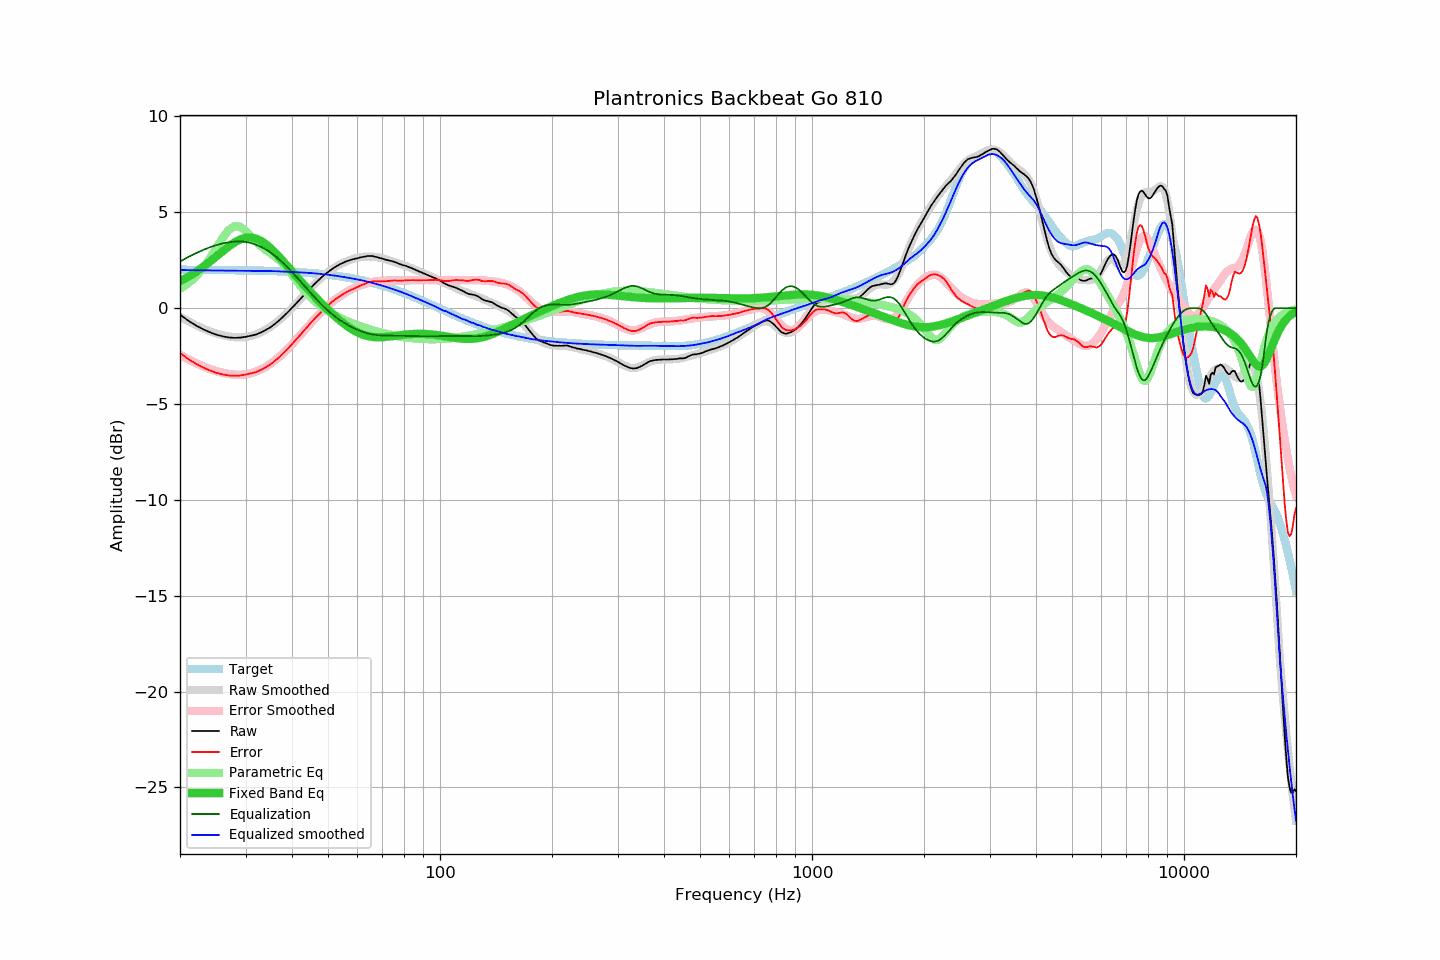 Plantronics Backbeat Go 810
10
5
0
−5
−10
−15
−20
−25
Amplitude (dBr)
Target
Raw Smoothed
Error Smoothed
Raw
Error
Parametric Eq
Fixed Band Eq
Equalization
Equalized smoothed
100
1000
10000
Frequency (Hz)